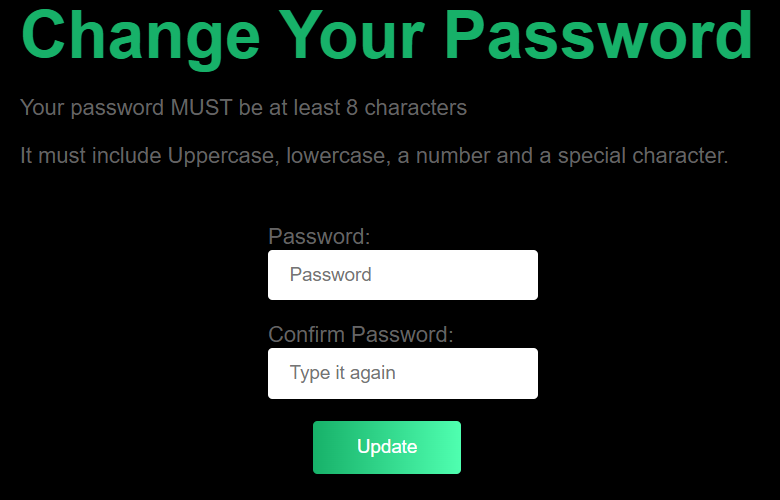 Change Your Password
Your password MUST be at least 8 characters
It must include Uppercase, lowercase, a number and a special character.
Password:
Password
Confirm Password:
Type it again
Update